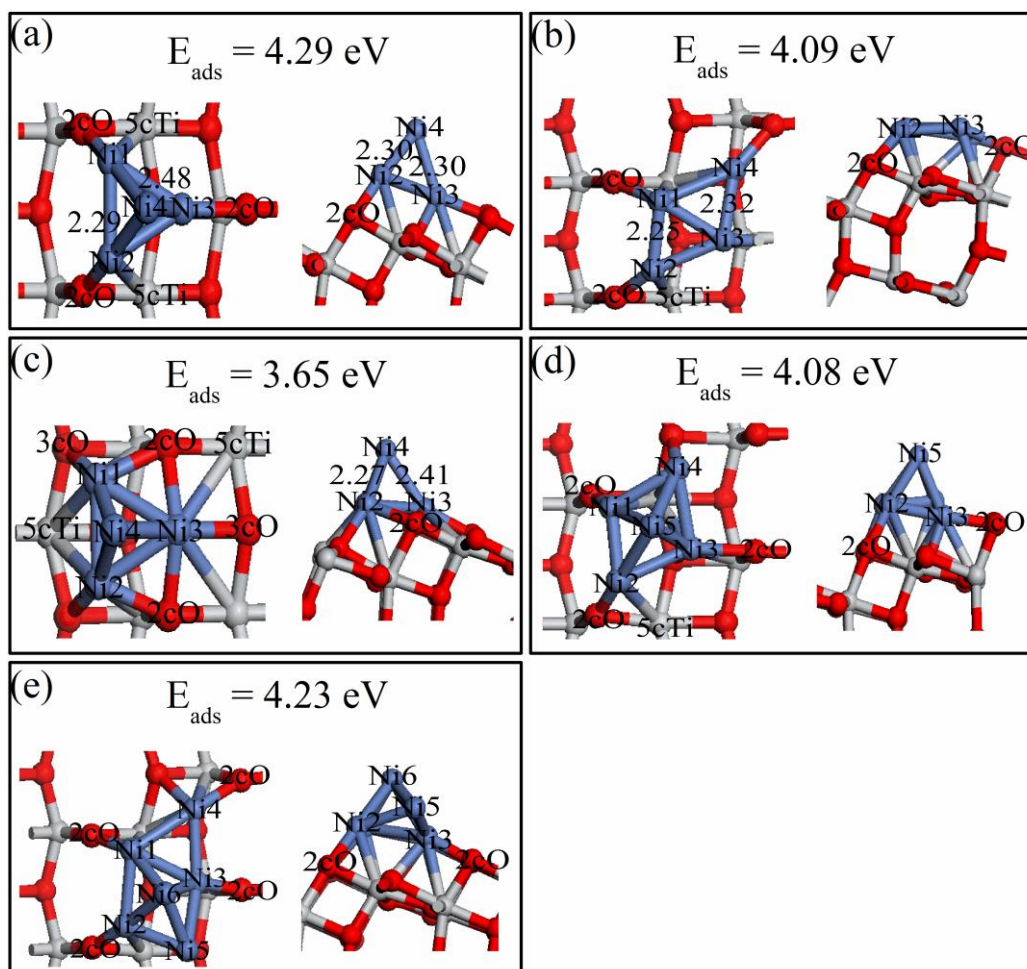 (a)
E_ads = 4.29 eV
2cO 5cTi
Ni1
2.48
Ni4 Ni3 2cO
2.29
Ni2
2cO 5cTi
Ni4
2.30
Ni2 2.30
Ni3
2cO
(b)
E_ads = 4.09 eV
2cO Ni4
Ni1
2.32
2.25 Ni3
Ni2
2cO 5cTi
Ni2 Ni3
2cO 2cO
(c)
E_ads = 3.65 eV
3cO 2cO 5cTi
Ni1
5cTi Ni4 Ni3 3cO
Ni2
2cO
Ni4
2.27 2.41
Ni2 Ni3
2cO
(d)
E_ads = 4.08 eV
Ni4
2cO
Ni1
Ni5
Ni3 2cO
Ni2
2cO
5cTi
Ni5
Ni2
Ni3 2cO
2cO
(e)
E_ads = 4.23 eV
2cO
Ni4
2cO
Ni1
Ni3
Ni6 2cO
Ni2
2cO Ni5
Ni6
Ni5
Ni2
Ni3
2cO 2cO